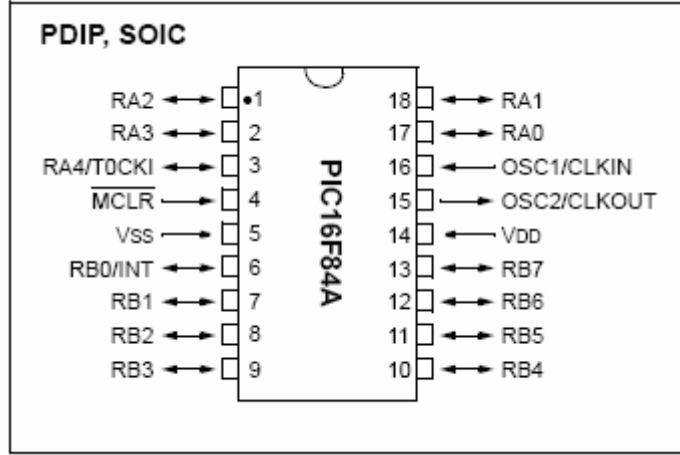 PDIP, SOIC
RA2 1 18 RA1
RA3 2 17 RA0
RA4/T0CKI 3 16 OSC1/CLKIN
MCLR 4 15 OSC2/CLKOUT
VSS 5 14 VDD
RB0/INT 6 13 RB7
RB1 7 12 RB6
RB2 8 11 RB5
RB3 9 10 RB4
PIC16F84A